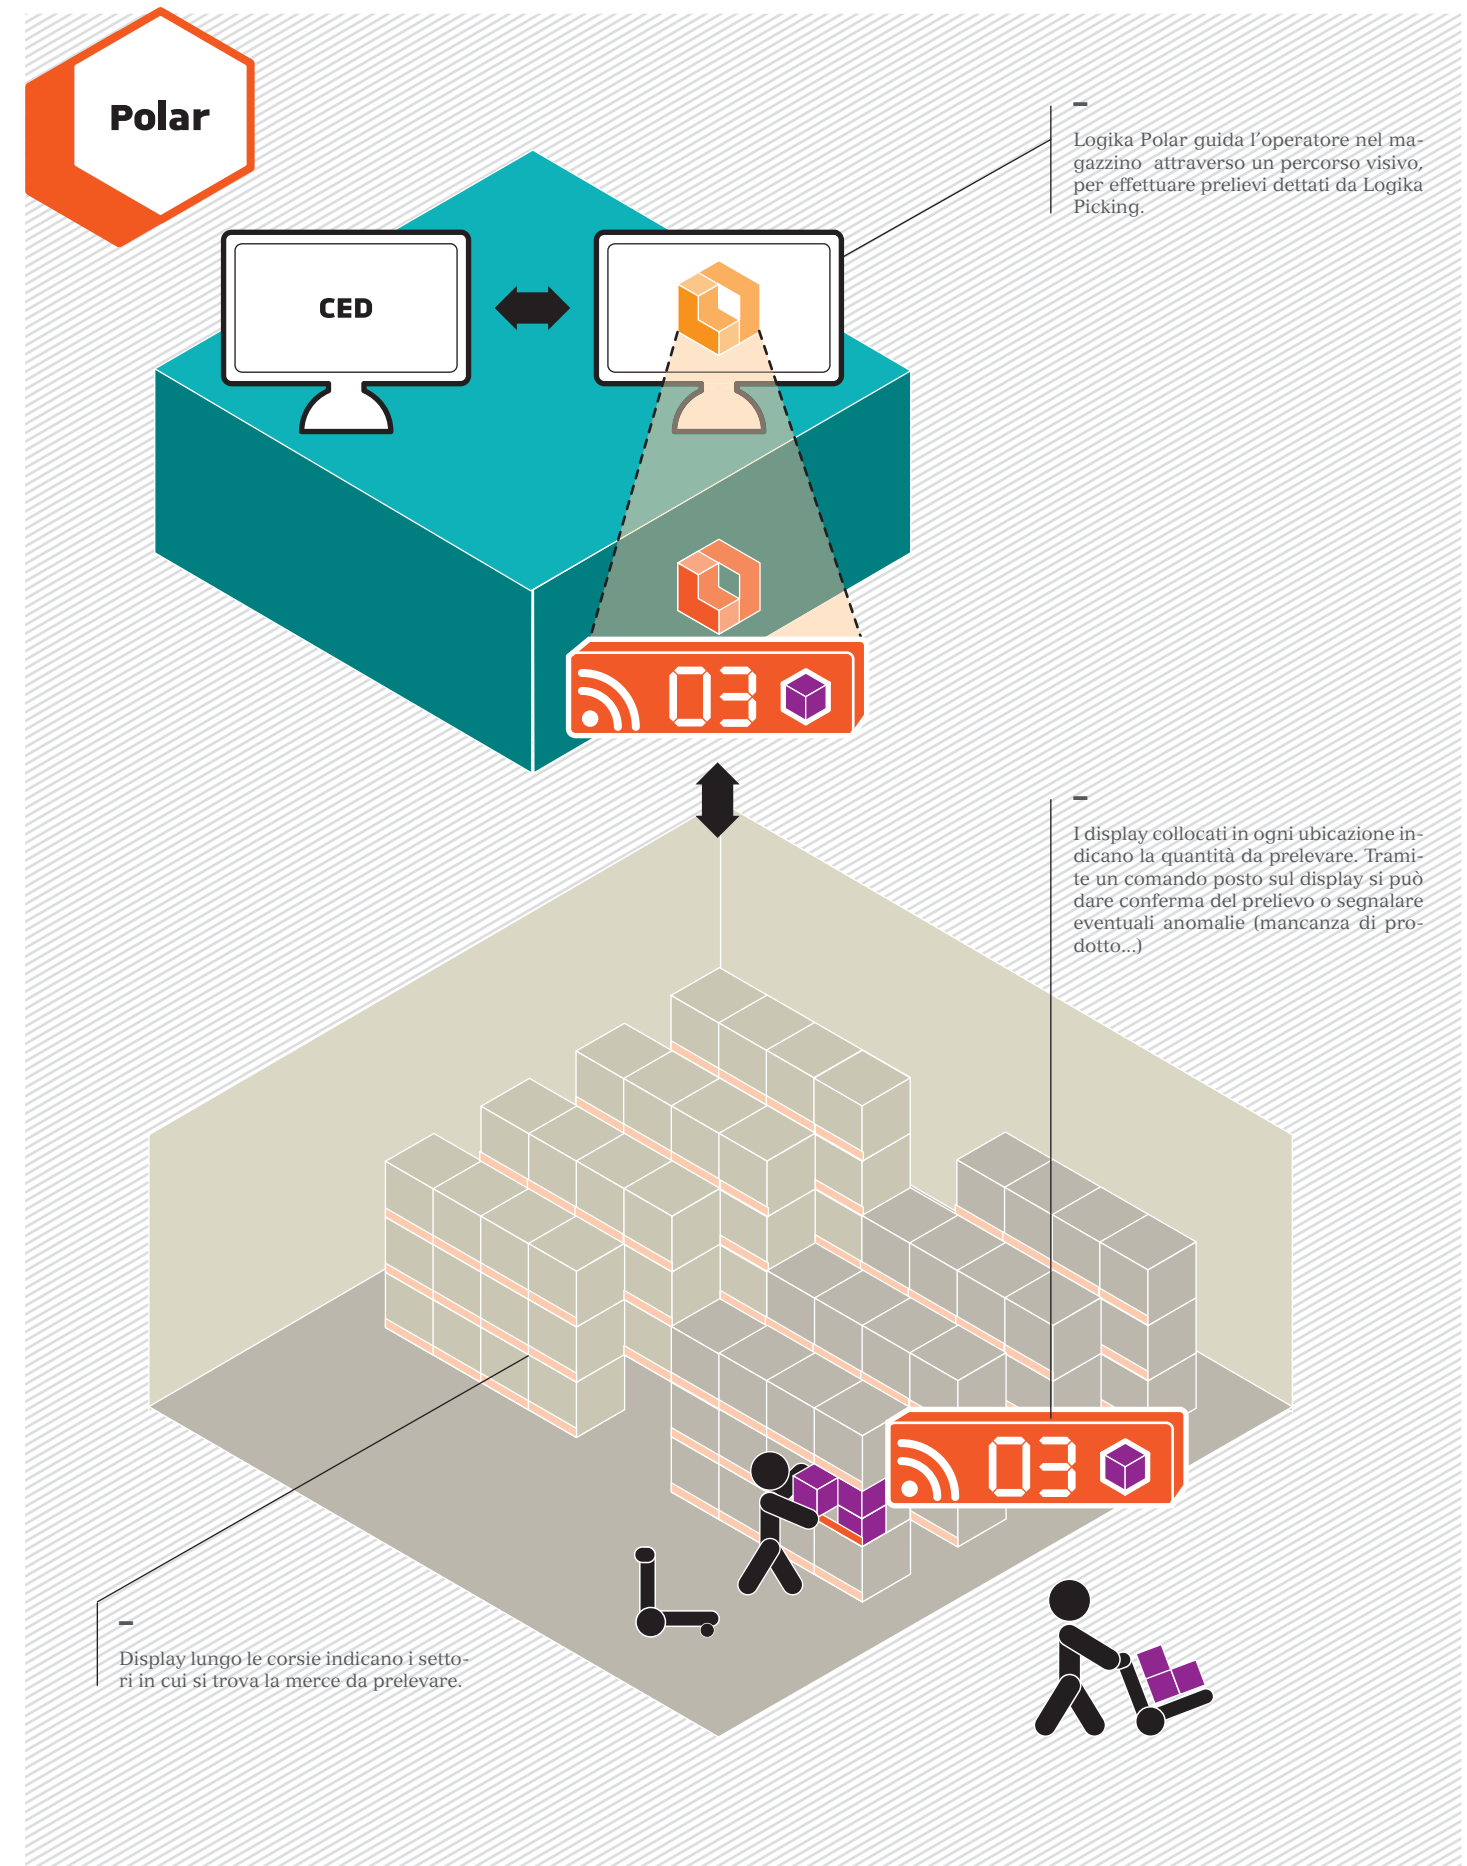 Polar
Logika Polar guida l’operatore nel ma-
gazzino attraverso un percorso visivo,
per effettuare prelievi dettati da Logika
Picking.
CED
03
I display collocati in ogni ubicazione in-
dicano la quantità da prelevare. Trami-
te un comando posto sul display si può
dare conferma del prelievo o segnalare
eventuali anomalie (mancanza di pro-
dotto...)
03
Display lungo le corsie indicano i setto-
ri in cui si trova la merce da prelevare.